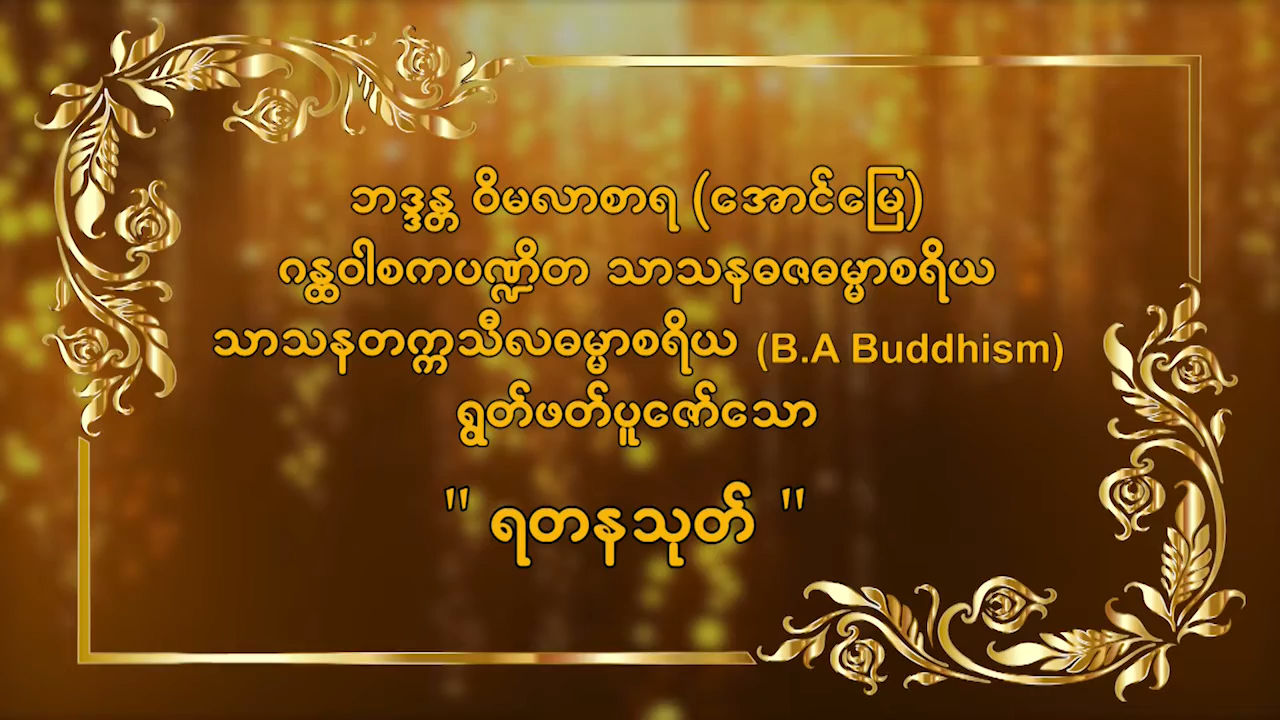 ဘဒ္ဒန္တ ဝိမလာစာရ (အောင်မြေ)
ဂန္ထဝါစကပဏ္ဍိတ သာသနဓဇဓမ္မာစရိယ
သာသနတက္ကသီလဓမ္မာစရိယ (B.A Buddhism)
ရွတ်ဖတ်ပူဇော်သော
" ရတနသုတ် "